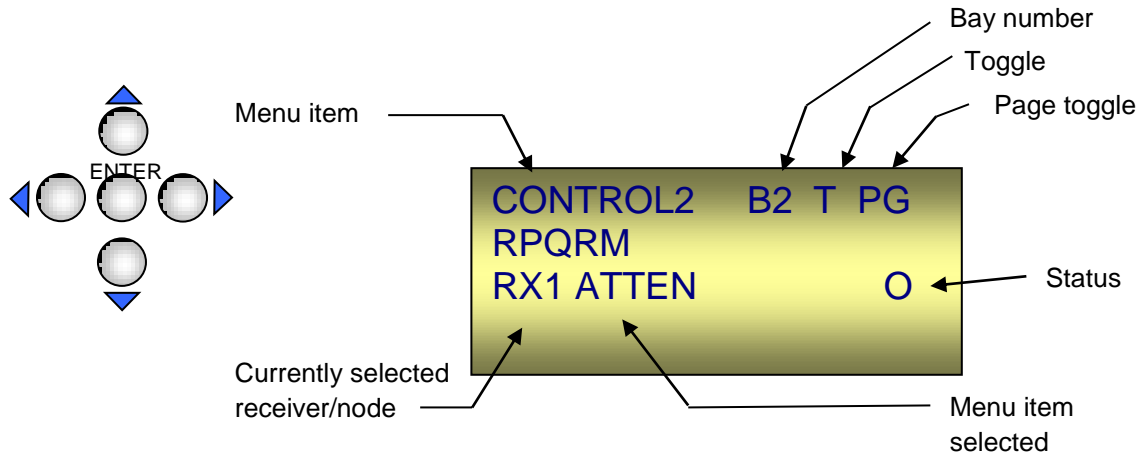 Bay number
Toggle
Page toggle
Menu item
ENTER
CONTROL2 B2 T PG
RPQRM
RX1 ATTEN O
Status
Currently selected
receiver/node
Menu item
selected